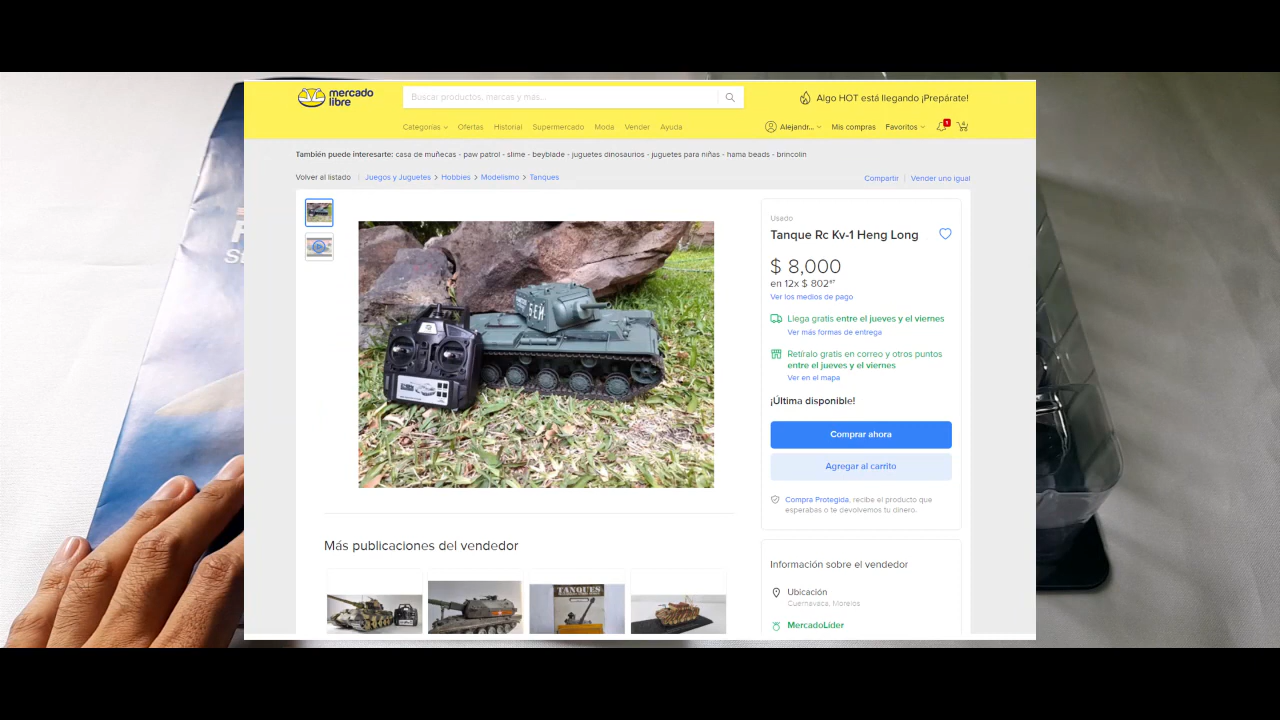 mercado
libre
Buscar productos, marcas y más...
Algo HOT está llegando ¡Prepárate!
Categorías
Ofertas
Historial
Supermercado
Moda
Vender
Ayuda
Alejandr...
Mis compras
Favoritos
También puede interesarte: casa de muñecas - paw patrol - slime - beyblade - juguetes dinosaurios - juguetes para niñas - hama beads - brincolin
Volver al listado
Juegos y Juguetes > Hobbies > Modelismo > Tanques
Compartir
Vender uno igual
Usado
Tanque Rc Kv-1 Heng Long
$ 8,000
en 12x $ 802
Ver los medios de pago
Llega gratis entre el jueves y el viernes
Ver más formas de entrega
Retíralo gratis en correo y otros puntos
entre el jueves y el viernes
Ver en el mapa
¡Última disponible!
Comprar ahora
Agregar al carrito
Compra Protegida, recibe el producto que
esperabas o te devolvemos tu dinero.
БЕЙ
Más publicaciones del vendedor
TANQUES
Información sobre el vendedor
Ubicación
Cuernavaca, Morelos
MercadoLíder